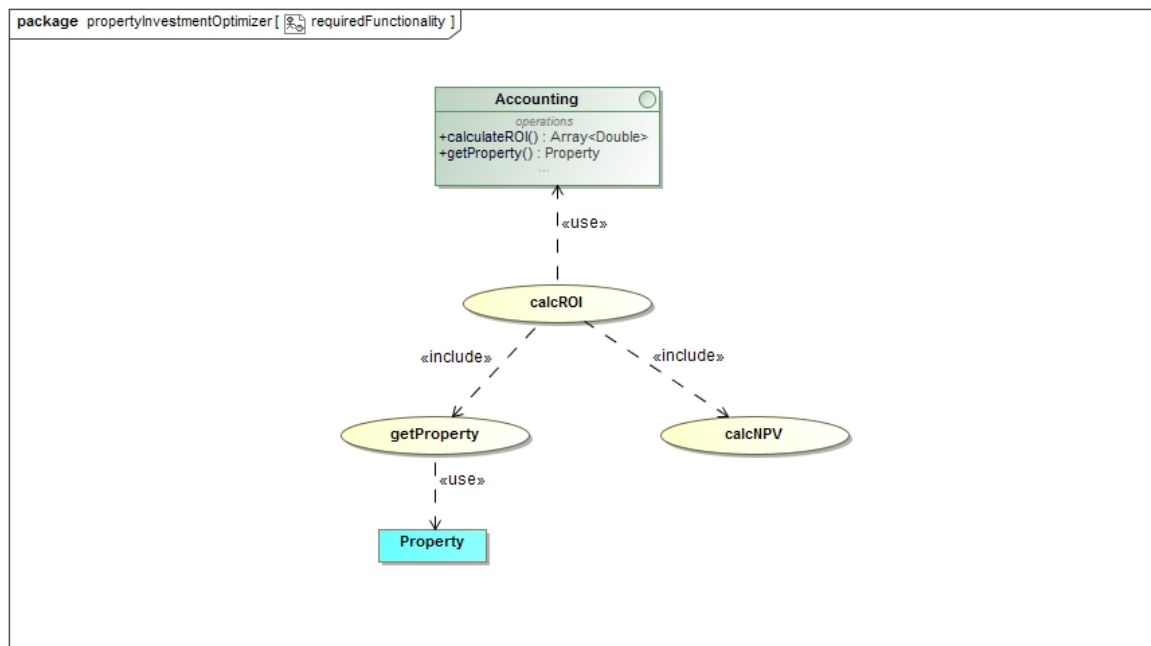 package propertyInvestmentOptimizer [ requiredFunctionality ]
Accounting
operations
+calculateROI() : Array<Double>
+getProperty() : Property
...
«use»
calcROI
«include»
«include»
getProperty
calcNPV
«use»
Property